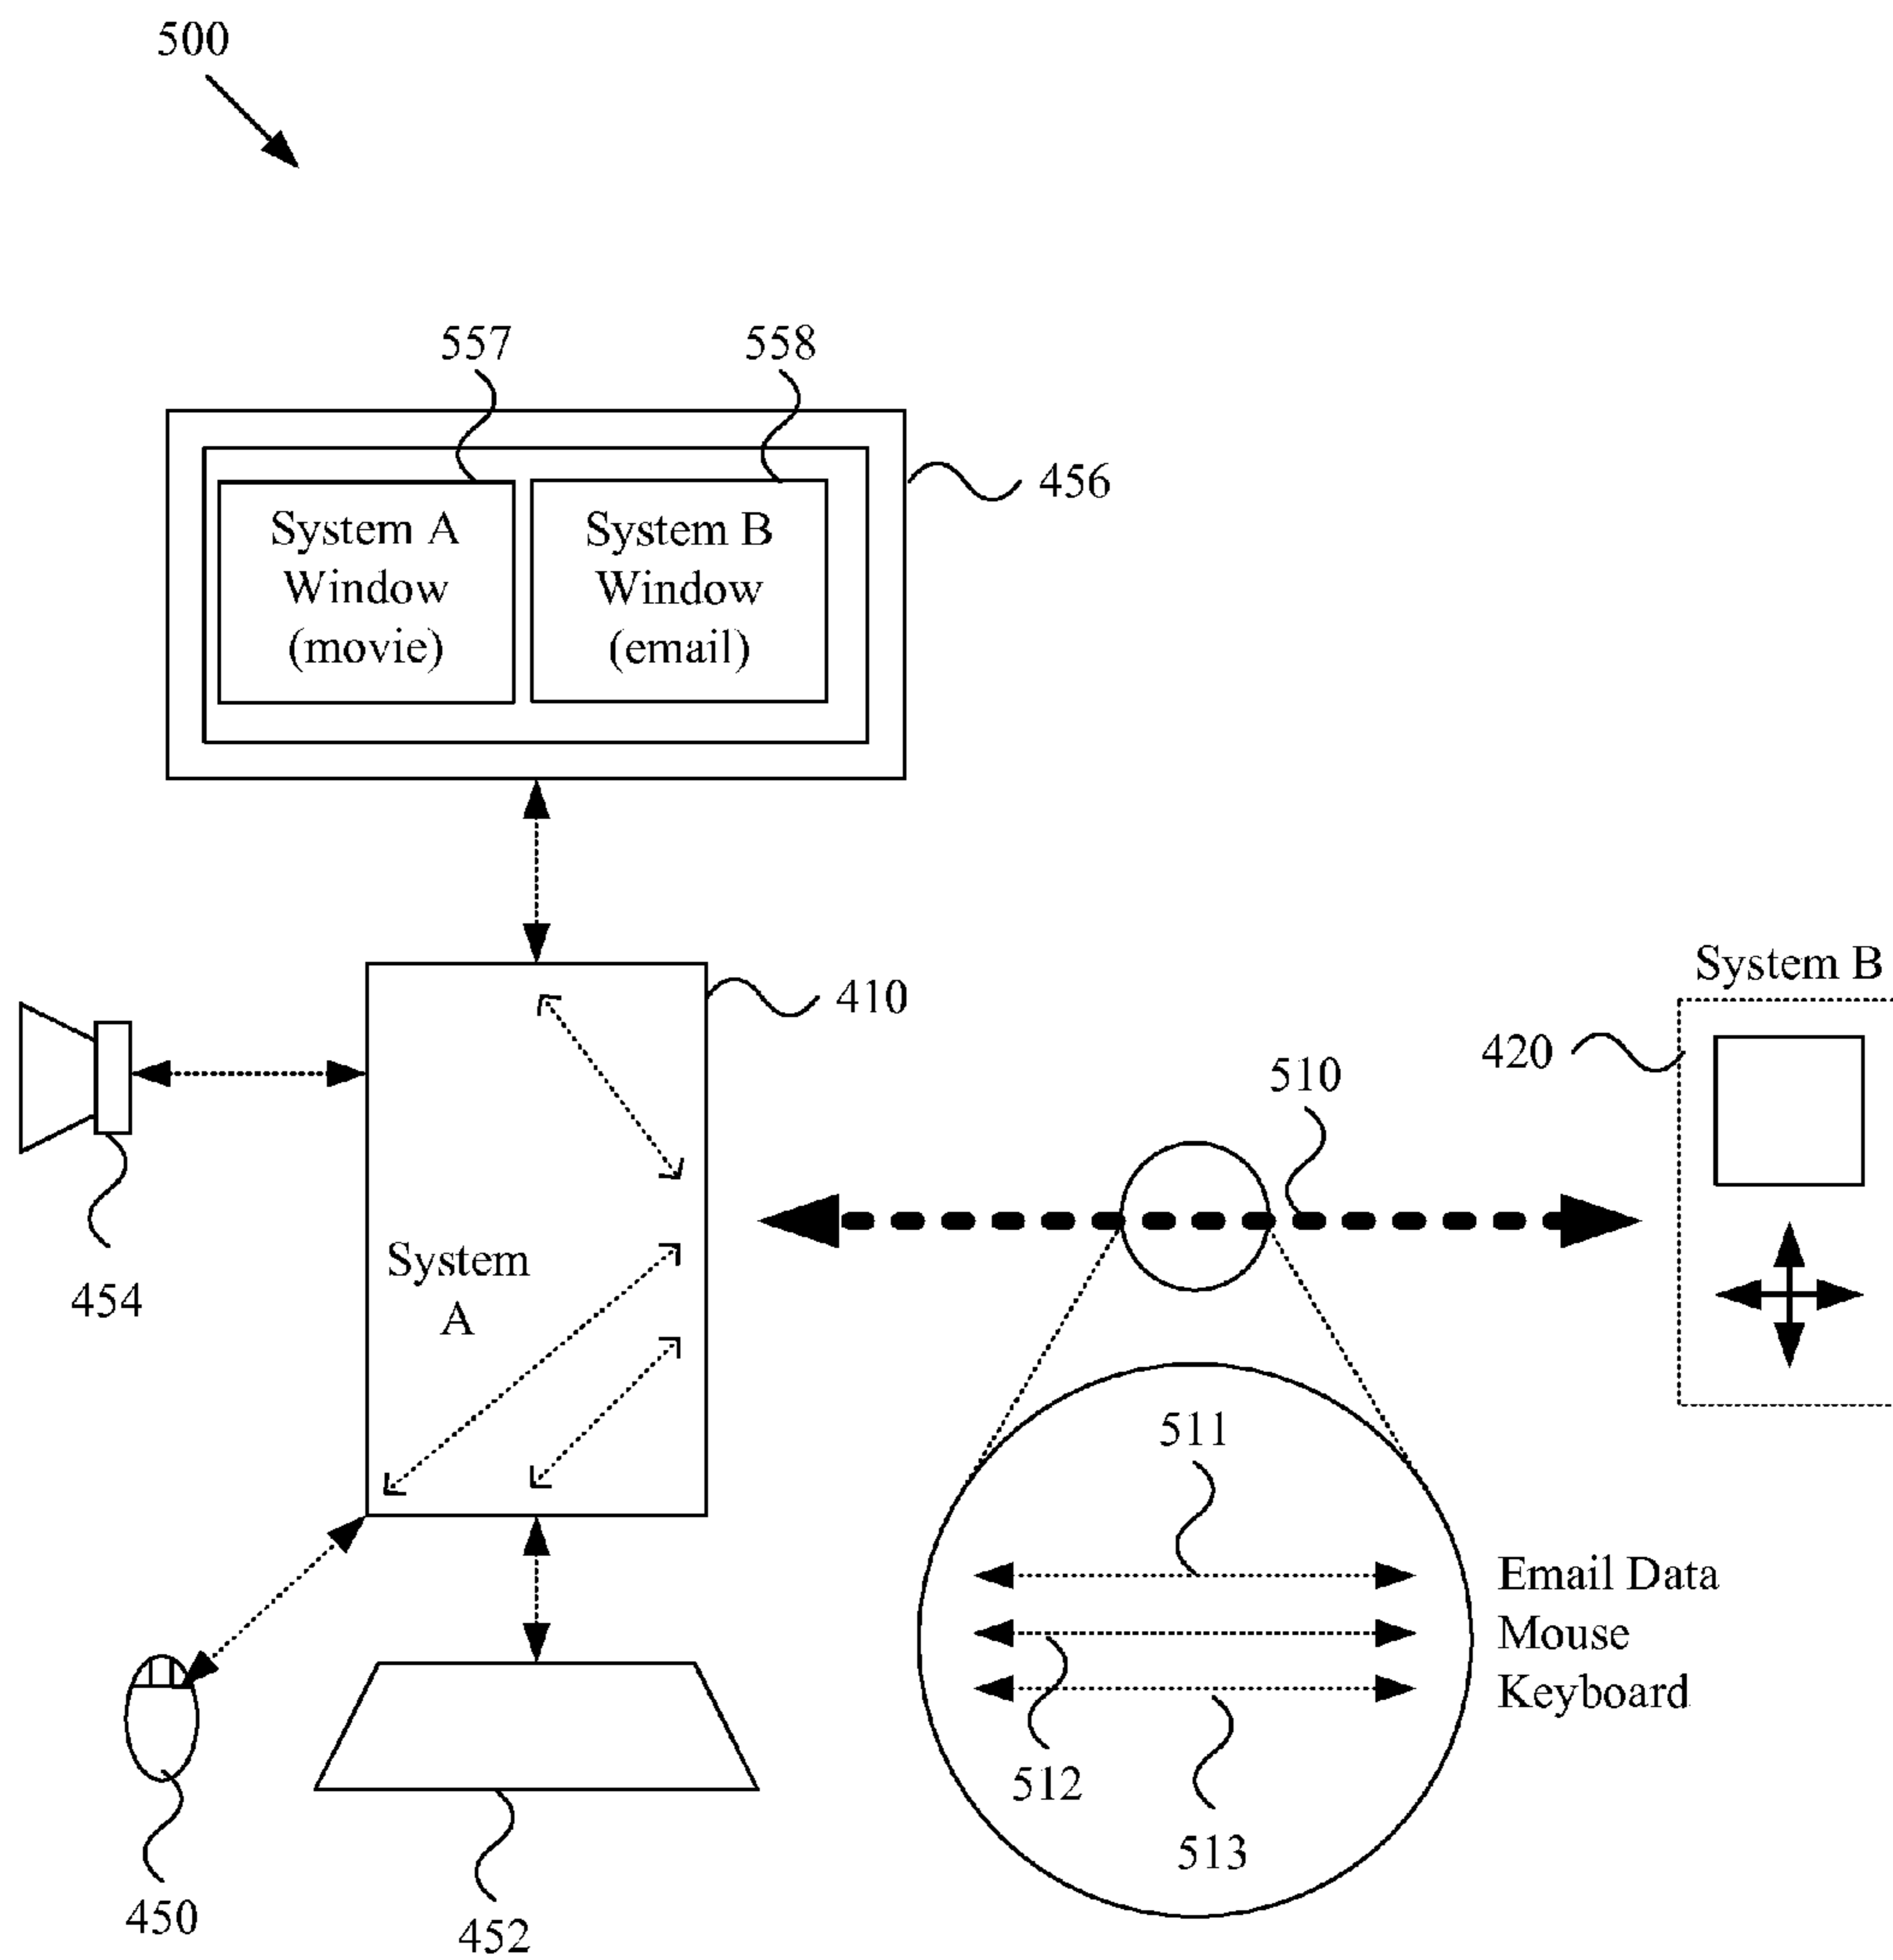 500
557
558
System A
Window
(movie)
System B
Window
(email)
456
410
System B
420
510
454
System
A
511
Email Data
Mouse
Keyboard
512
513
450
452